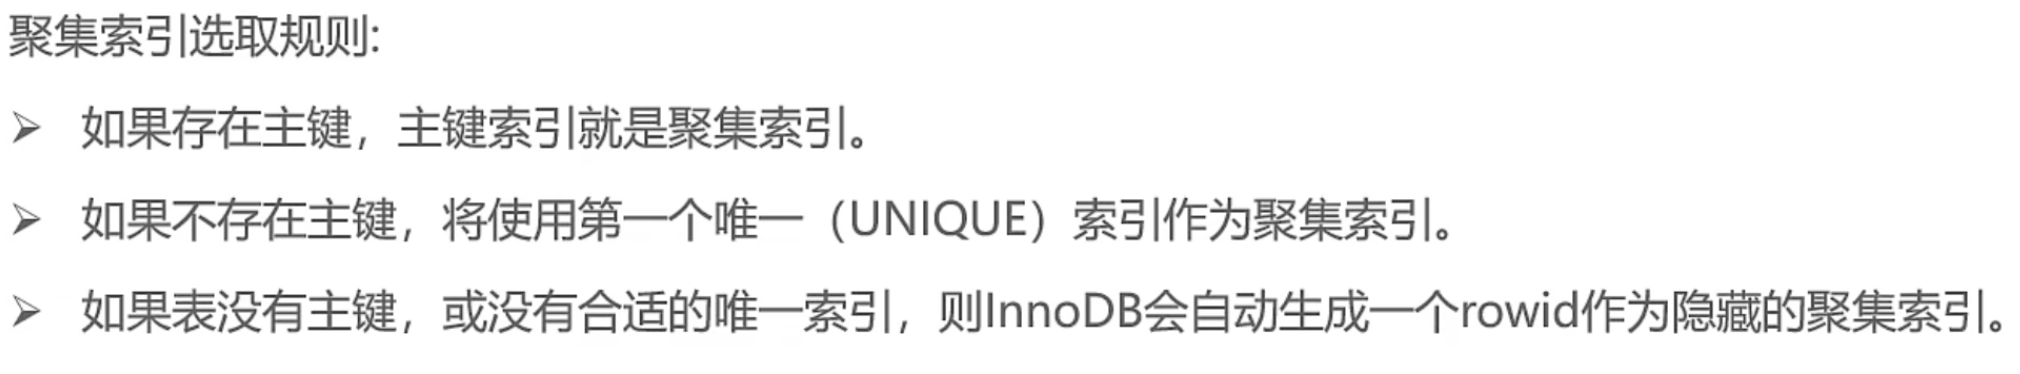 聚集索引选取规则:
➢ 如果存在主键，主键索引就是聚集索引。
➢ 如果不存在主键，将使用第一个唯一（UNIQUE）索引作为聚集索引。
➢ 如果表没有主键，或没有合适的唯一索引，则InnoDB会自动生成一个rowid作为隐藏的聚集索引。